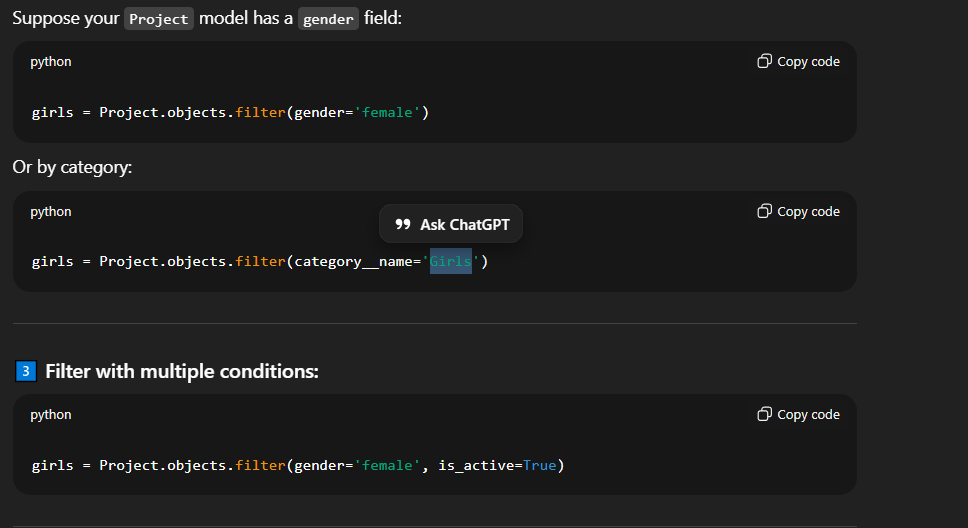 Suppose your Project model has a gender field:
python
Copy code
girls = Project.objects.filter(gender='female')
Or by category:
python
Copy code
Ask ChatGPT
girls = Project.objects.filter(category__name='Girls')
3 Filter with multiple conditions:
python
Copy code
girls = Project.objects.filter(gender='female', is_active=True)